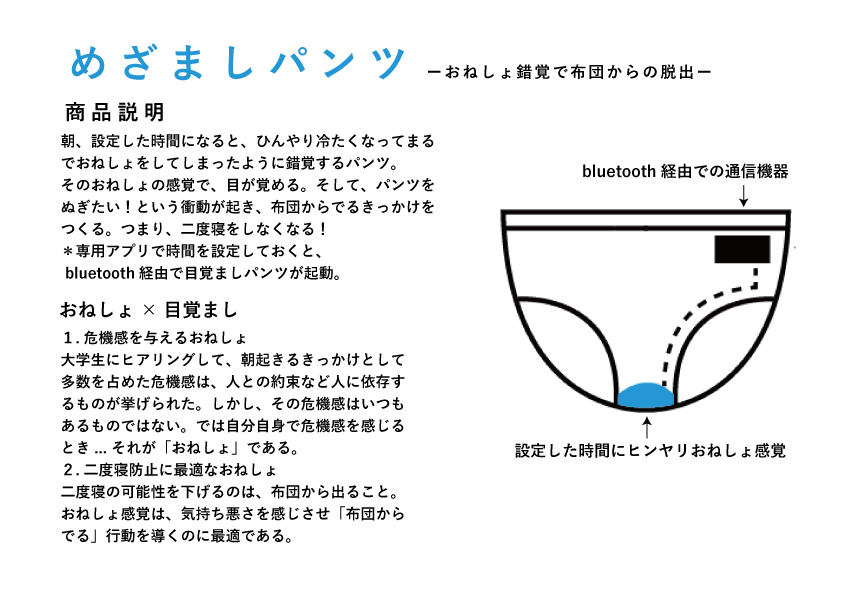 めざましパンツ ーおねしょ錯覚で布団からの脱出ー
商品説明
朝、設定した時間になると、ひんやり冷たくなってまる
でおねしょをしてしまったように錯覚するパンツ。
そのおねしょの感覚で、目が覚める。そして、パンツを
ぬぎたい！という衝動が起き、布団からでるきっかけを
つくる。つまり、二度寝をしなくなる！
＊専用アプリで時間を設定しておくと、
bluetooth 経由で目覚ましパンツが起動。
おねしょ × 目覚まし
１. 危機感を与えるおねしょ
大学生にヒアリングして、朝起きるきっかけとして
多数を占めた危機感は、人との約束など人に依存す
るものが挙げられた。しかし、その危機感はいつも
あるものではない。では自分自身で危機感を感じる
とき ... それが「おねしょ」である。
２. 二度寝防止に最適なおねしょ
二度寝の可能性を下げるのは、布団から出ること。
おねしょ感覚は、気持ち悪さを感じさせ「布団から
でる」行動を導くのに最適である。
bluetooth 経由での通信機器
設定した時間にヒンヤリおねしょ感覚